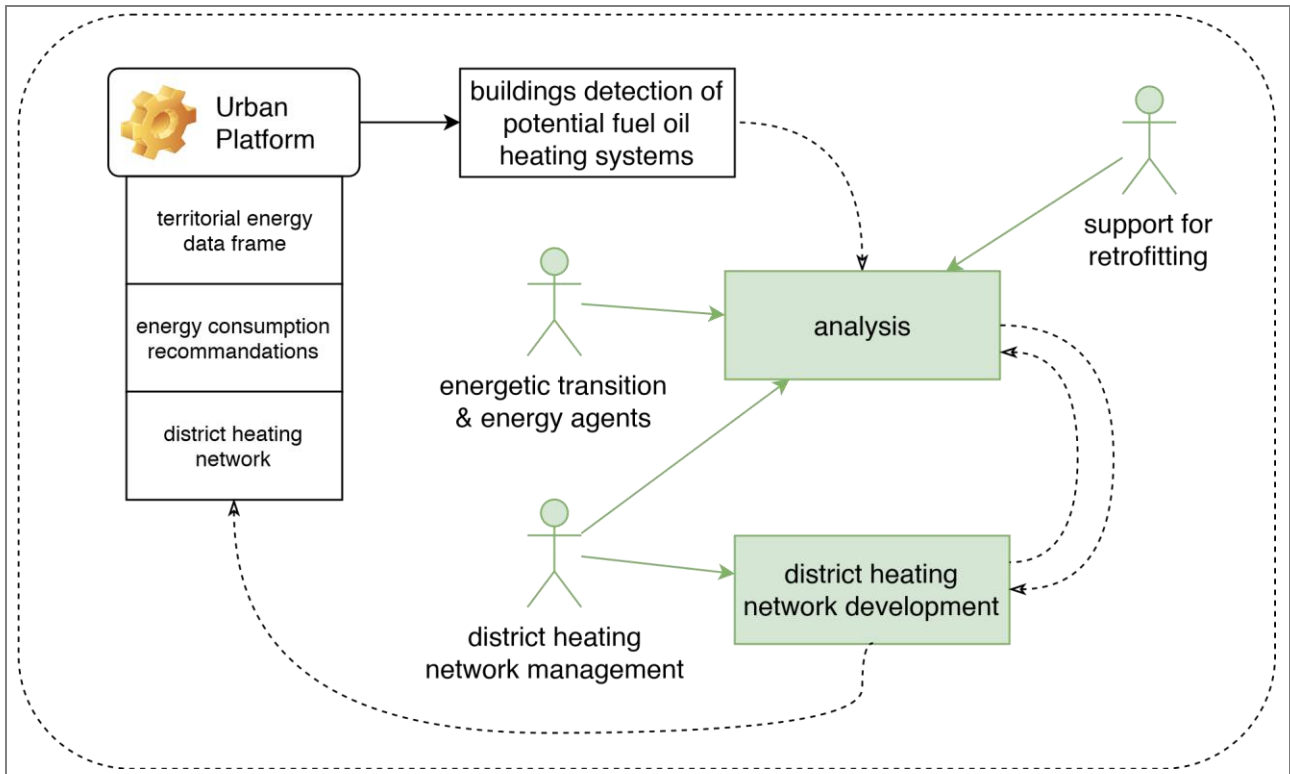 Urban
Platform
buildings detection of
potential fuel oil
heating systems
territorial energy
data frame
energy consumption
recommandations
district heating
network
support for
retrofitting
analysis
energetic transition
& energy agents
district heating
network development
district heating
network management